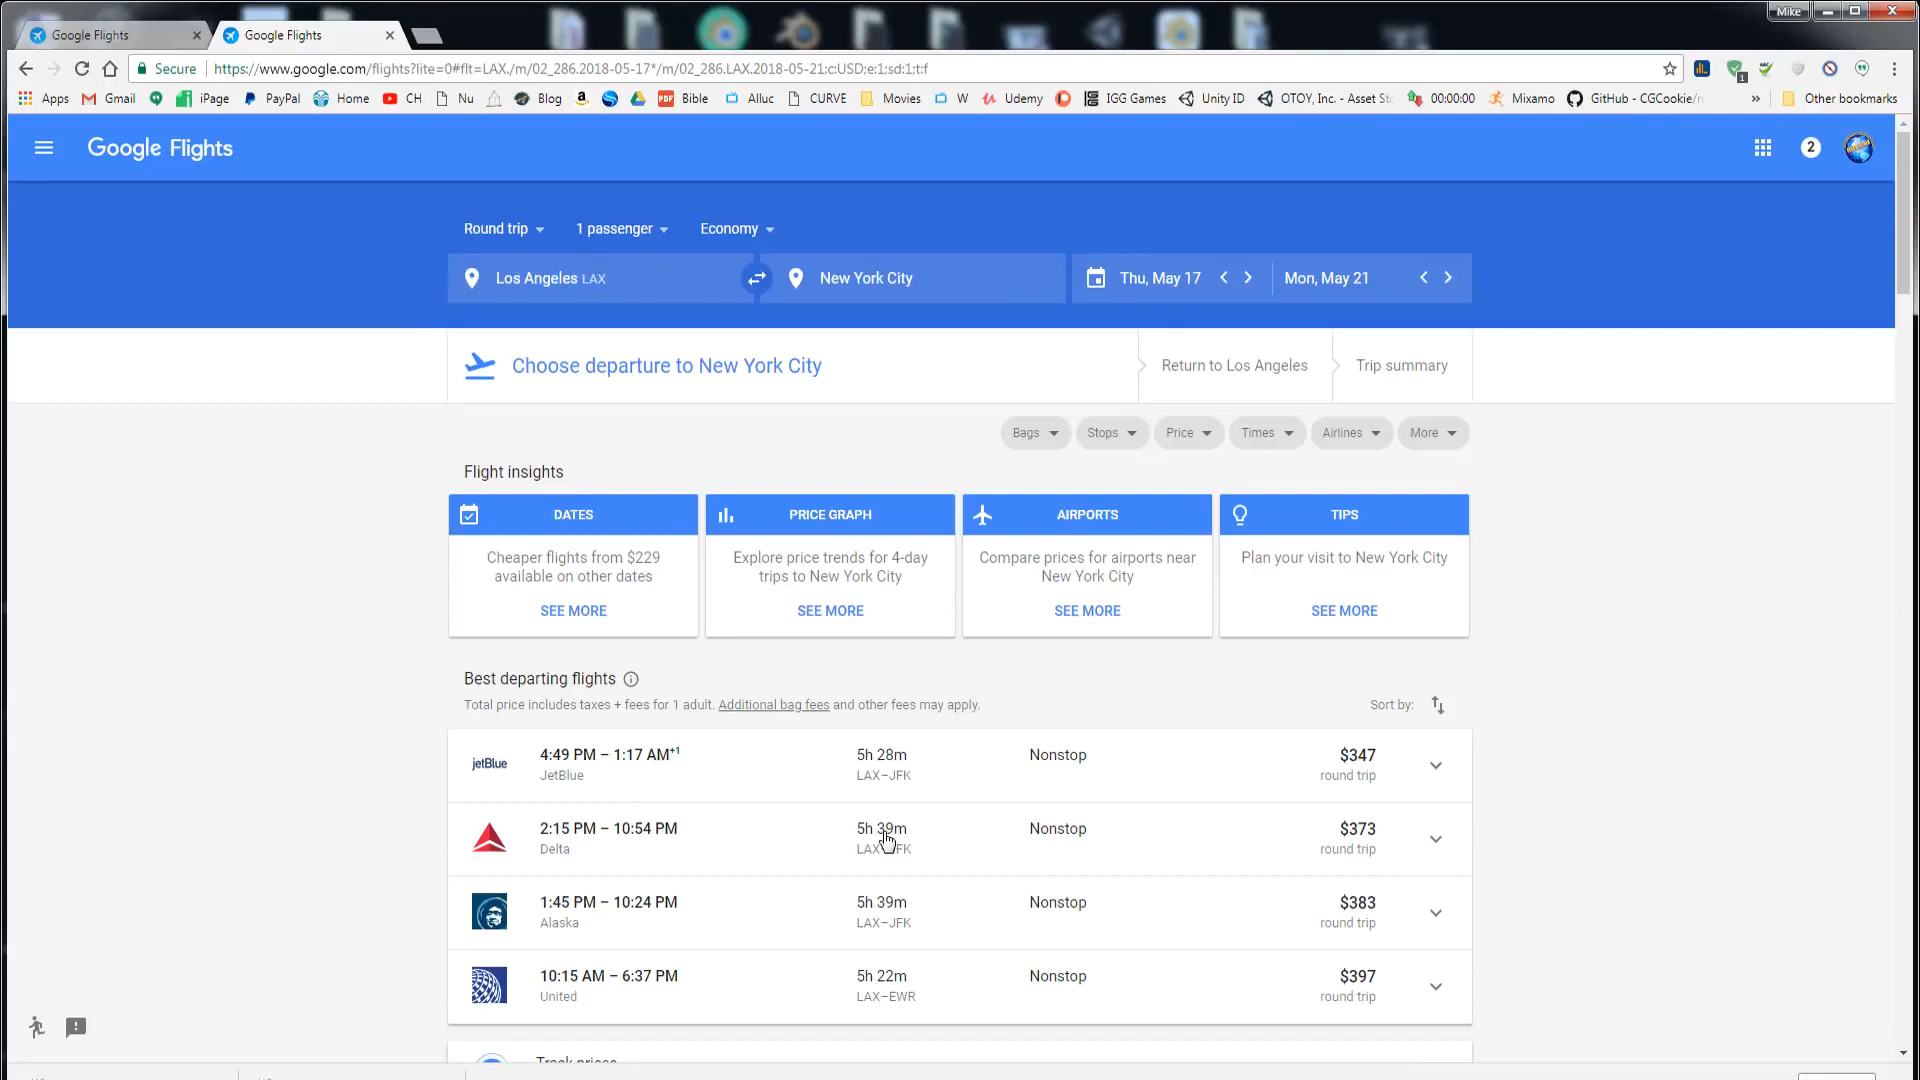 Mike
Google Flights
Google Flights
Secure
https://www.google.com/flights?lite=0#flt=LAX./m/02_286.2018-05-17*/m/02_286.LAX.2018-05-21;c:USD;e:1;sd:1;t:f
1
Apps Gmail iPage PayPal Home CH Nu Blog PDF Bible Alluc CURVE Movies W Udemy IGG Games Unity ID OTOY, Inc. - Asset St 00:00:00 Mixamo GitHub - CGCookie/r » Other bookmarks
Google Flights
2
Round trip 1 passenger Economy
Los Angeles LAX New York City Thu, May 17 Mon, May 21
Choose departure to New York City Return to Los Angeles Trip summary
Bags Stops Price Times Airlines More
Flight insights
DATES
Cheaper flights from $229
available on other dates
SEE MORE
PRICE GRAPH
Explore price trends for 4-day
trips to New York City
SEE MORE
AIRPORTS
Compare prices for airports near
New York City
SEE MORE
TIPS
Plan your visit to New York City
SEE MORE
Best departing flights
Total price includes taxes + fees for 1 adult. Additional bag fees and other fees may apply. Sort by:
jetBlue
4:49 PM – 1:17 AM+1 5h 28m Nonstop $347
JetBlue LAX–JFK round trip
2:15 PM – 10:54 PM 5h 39m Nonstop $373
Delta LAX–JFK round trip
1:45 PM – 10:24 PM 5h 39m Nonstop $383
Alaska LAX–JFK round trip
10:15 AM – 6:37 PM 5h 22m Nonstop $397
United LAX–EWR round trip
Track prices